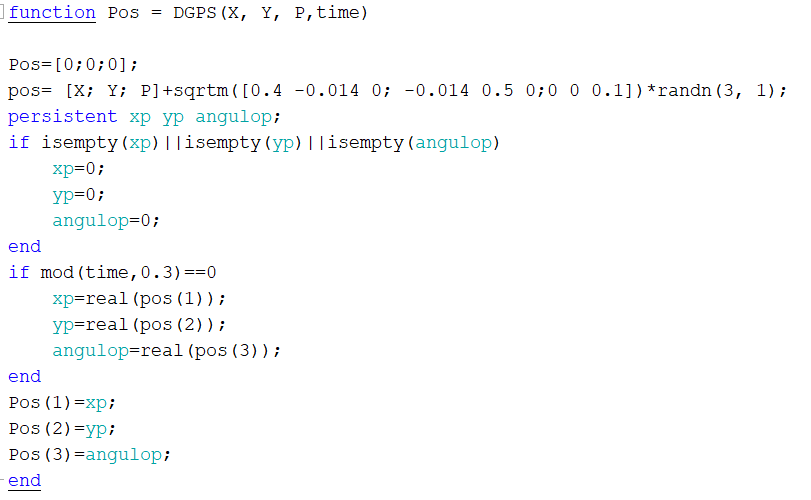 function Pos = DGPS(X, Y, P,time)

Pos=[0;0;0];
pos= [X; Y; P]+sqrtm([0.4 -0.014 0; -0.014 0.5 0;0 0 0.1])*randn(3, 1);
persistent xp yp angulop;
if isempty(xp)||isempty(yp)||isempty(angulop)
    xp=0;
    yp=0;
    angulop=0;
end
if mod(time,0.3)==0
    xp=real(pos(1));
    yp=real(pos(2));
    angulop=real(pos(3));
end
Pos(1)=xp;
Pos(2)=yp;
Pos(3)=angulop;
end